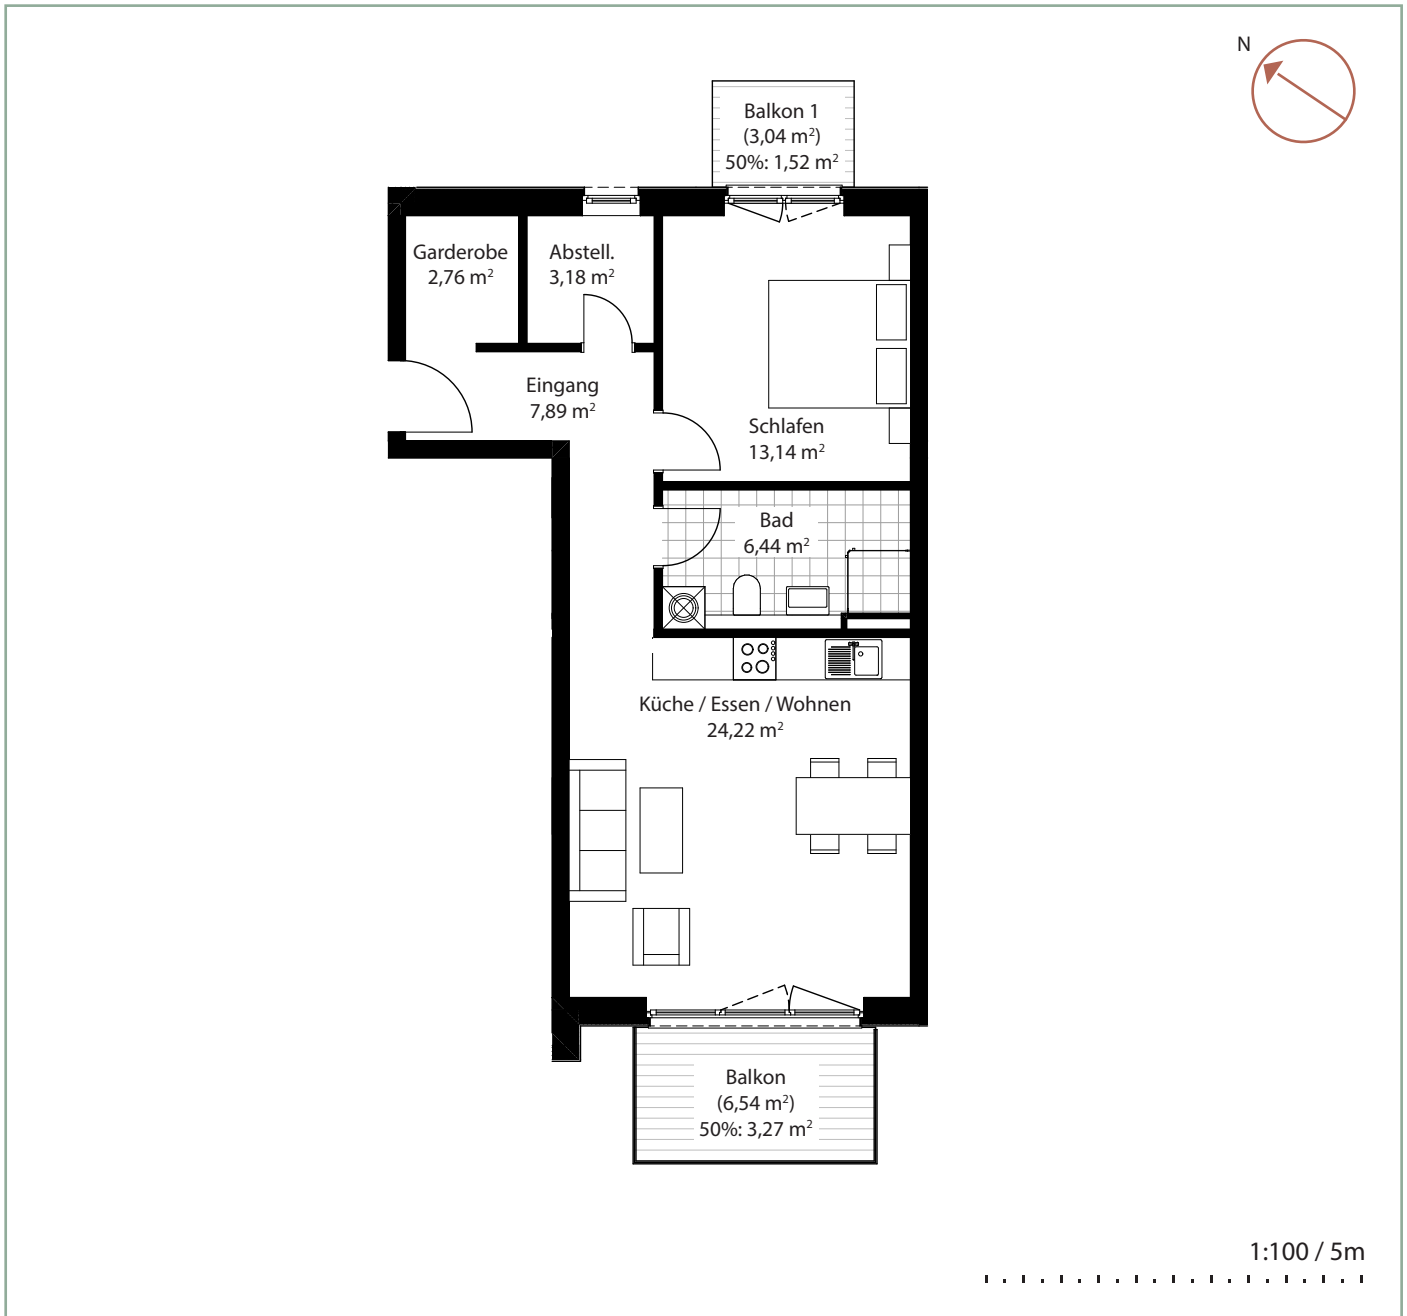 N
Balkon 1
(3,04 m²)
50%: 1,52 m²
Garderobe
2,76 m²
Abstell.
3,18 m²
Eingang
7,89 m²
Schlafen
13,14 m²
Bad
6,44 m²
Küche / Essen / Wohnen
24,22 m²
Balkon
(6,54 m²)
50%: 3,27 m²
1:100 / 5m